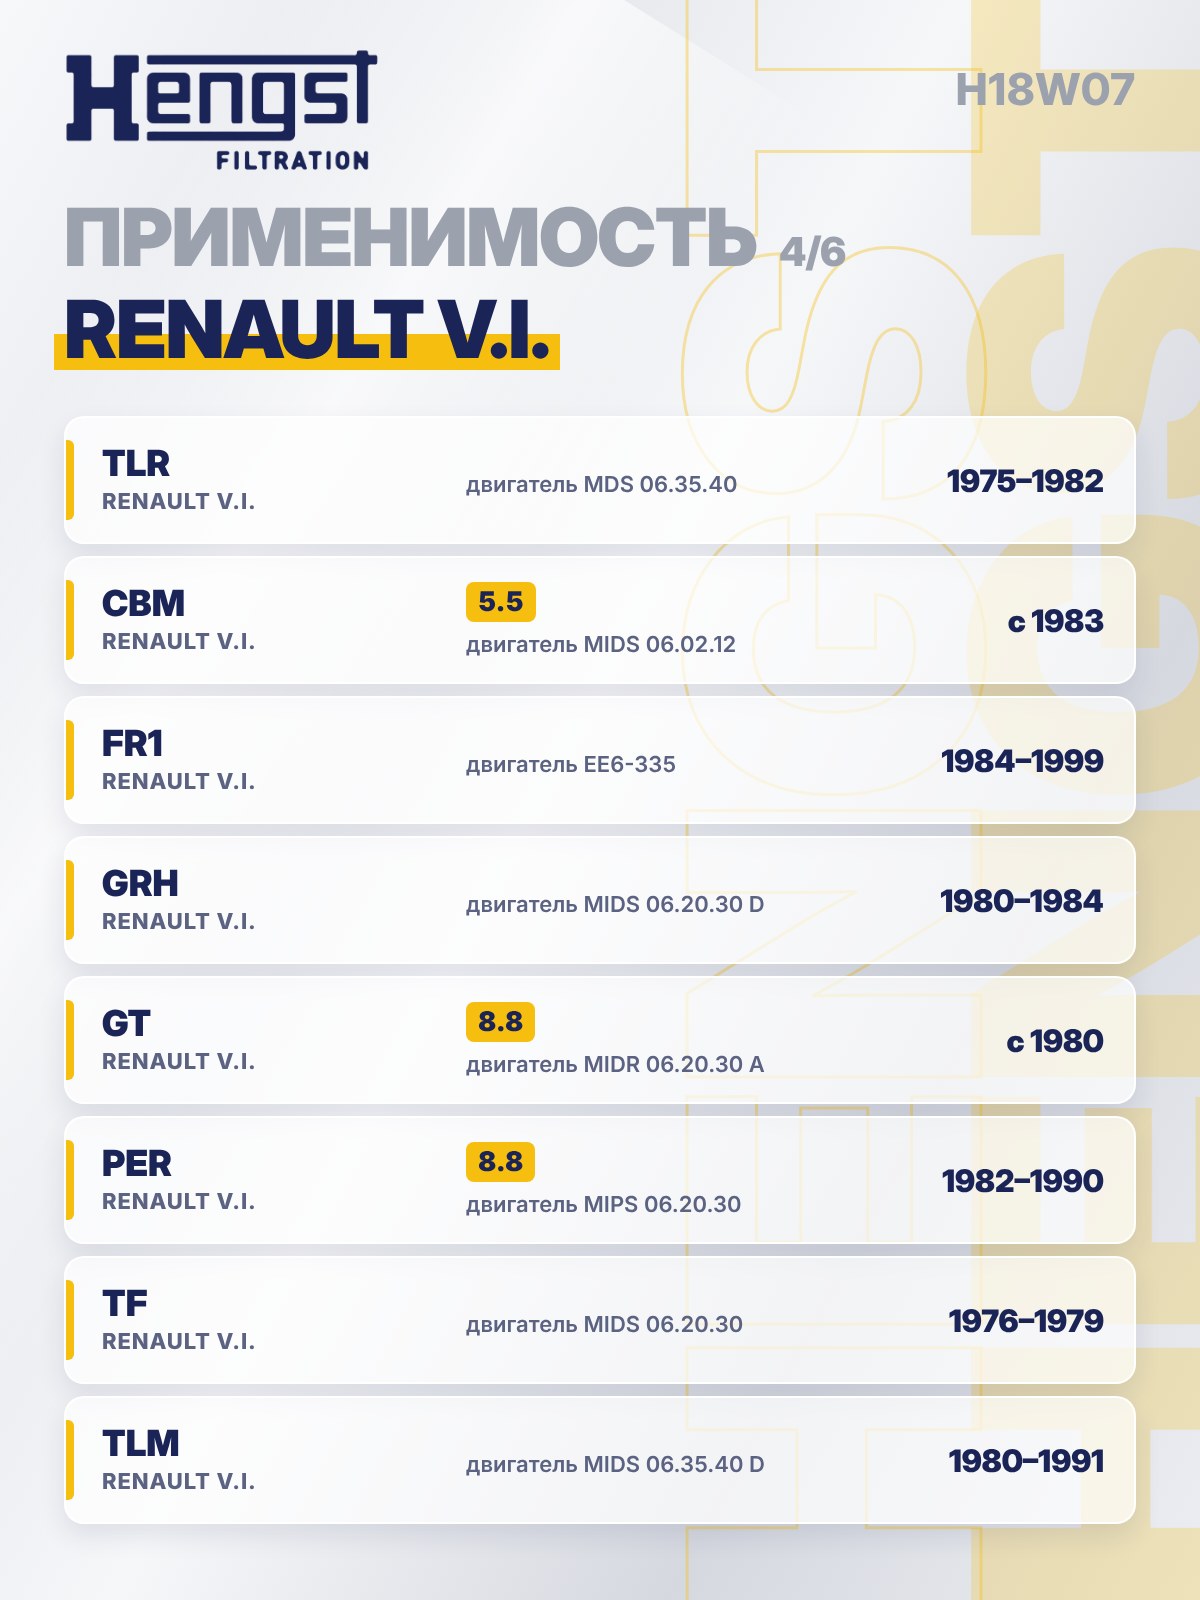 Hengst
FILTRATION
H18W07
ПРИМЕНИМОСТЬ 4/6
RENAULT V.I.
TLR
RENAULT V.I.
двигатель MDS 06.35.40
1975–1982
CBM
RENAULT V.I.
5.5
двигатель MIDS 06.02.12
с 1983
FR1
RENAULT V.I.
двигатель EE6-335
1984–1999
GRH
RENAULT V.I.
двигатель MIDS 06.20.30 D
1980–1984
GT
RENAULT V.I.
8.8
двигатель MIDR 06.20.30 A
с 1980
PER
RENAULT V.I.
8.8
двигатель MIPS 06.20.30
1982–1990
TF
RENAULT V.I.
двигатель MIDS 06.20.30
1976–1979
TLM
RENAULT V.I.
двигатель MIDS 06.35.40 D
1980–1991
HENGST
HENGST